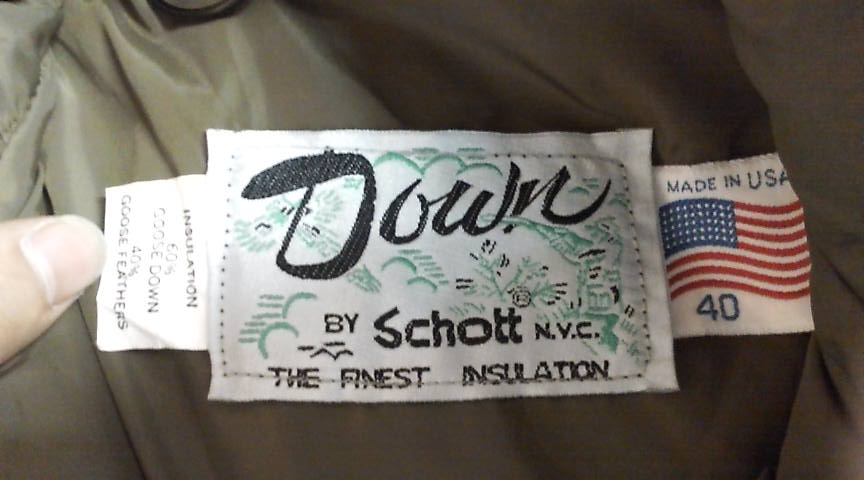 INSULATION
60%
GOOSE DOWN
40%
GOOSE FEATHERS
Down
®
BY Schott N.Y.C.
THE FINEST INSULATION
MADE IN USA
40